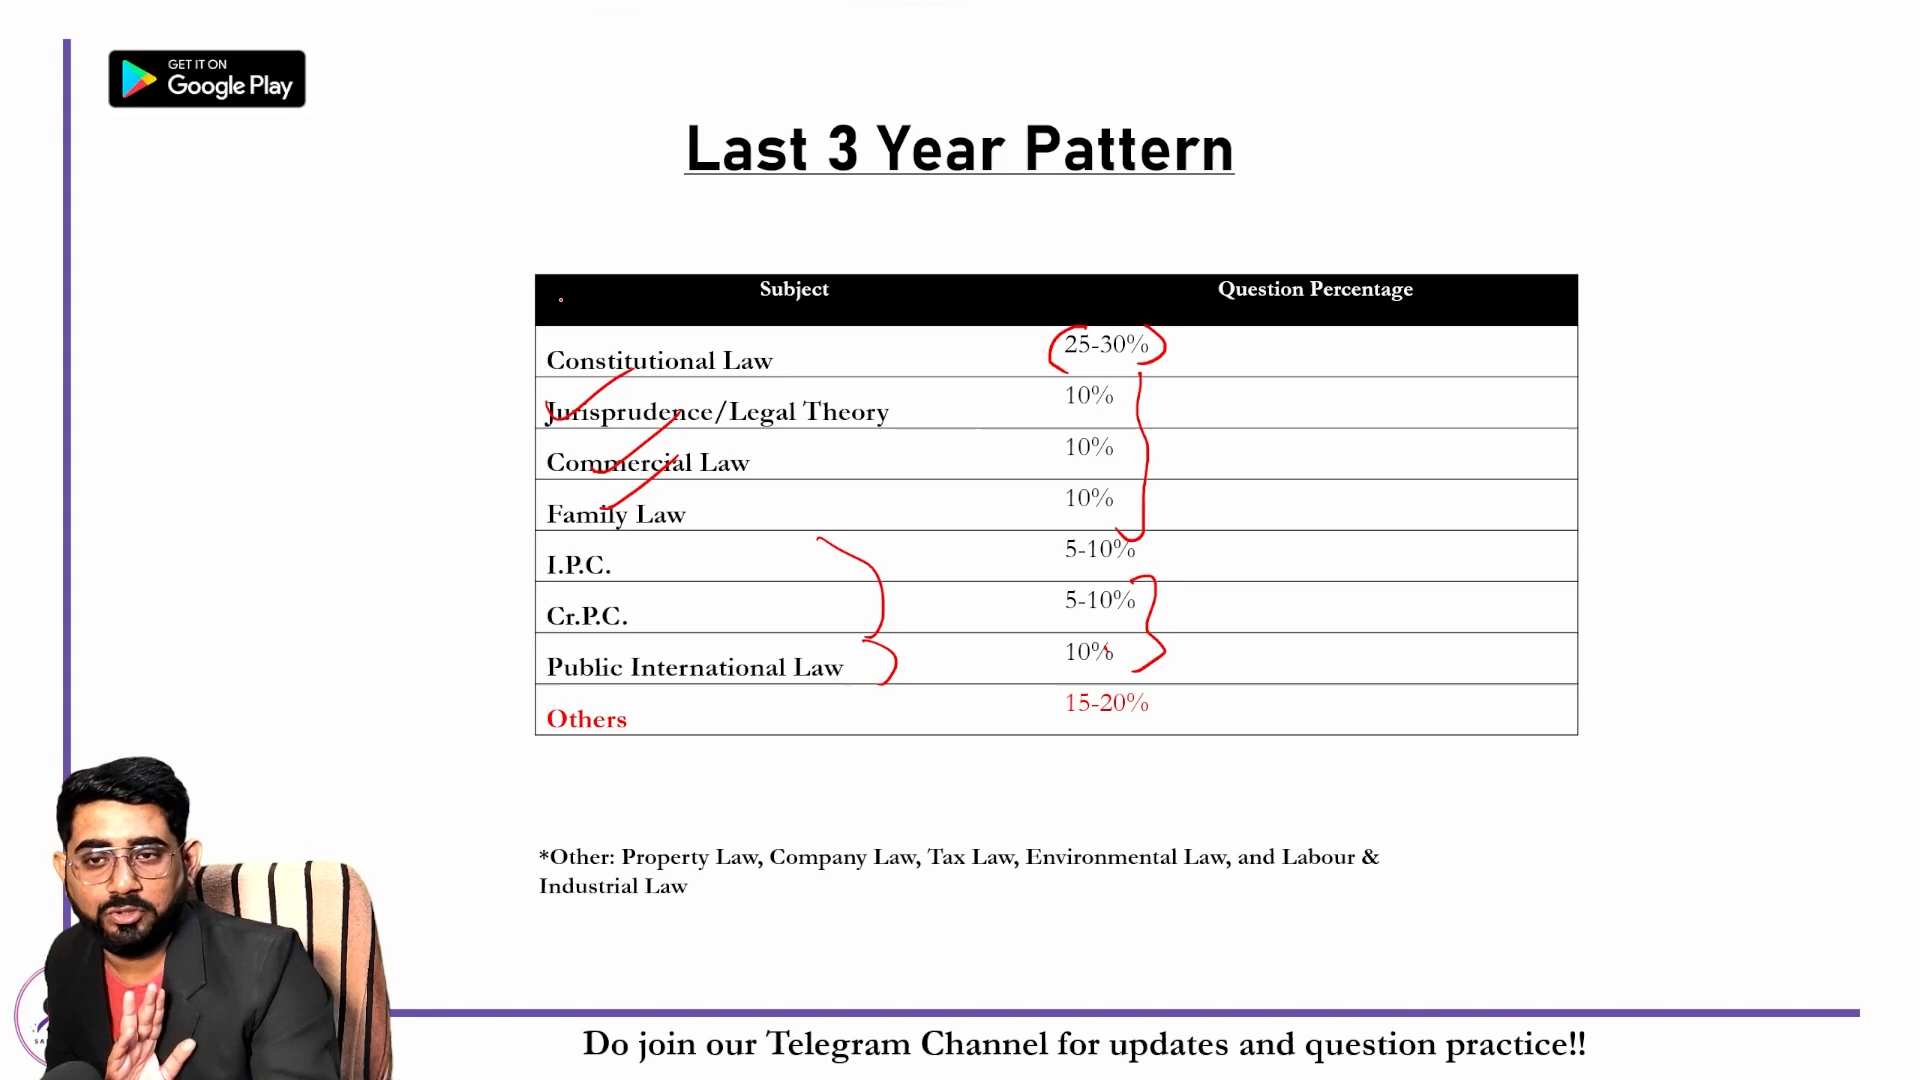 GET IT ON
Google Play
Last 3 Year Pattern
Subject Question Percentage
Constitutional Law 25-30%
Jurisprudence/Legal Theory 10%
Commercial Law 10%
Family Law 10%
I.P.C. 5-10%
Cr.P.C. 5-10%
Public International Law 10%
Others 15-20%
*Other: Property Law, Company Law, Tax Law, Environmental Law, and Labour &
Industrial Law
Do join our Telegram Channel for updates and question practice!!